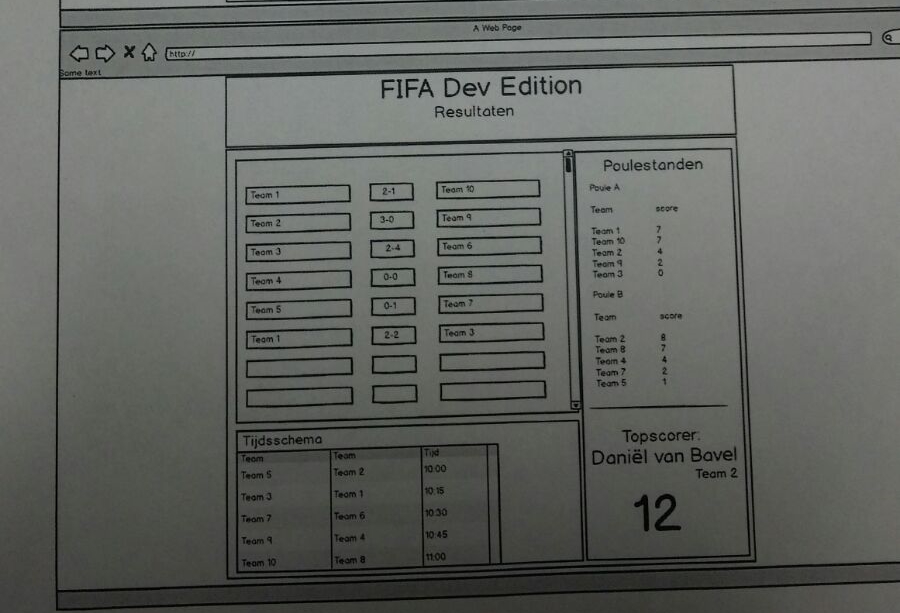 A Web Page
http://
Some text
FIFA Dev Edition
Resultaten
Team 1 2-1 Team 10
Team 2 3-0 Team 9
Team 3 2-4 Team 6
Team 4 0-0 Team 8
Team 5 0-1 Team 7
Team 1 2-2 Team 3
Poulestanden
Poule A
Team score
Team 1 7
Team 10 7
Team 2 4
Team 9 2
Team 3 0
Poule B
Team score
Team 2 8
Team 8 7
Team 4 4
Team 7 2
Team 5 1
Tijdsschema
Team Team Tijd
Team 5 Team 2 10:00
Team 3 Team 1 10:15
Team 7 Team 6 10:30
Team 9 Team 4 10:45
Team 10 Team 8 11:00
Topscorer:
Daniël van Bavel
Team 2
12